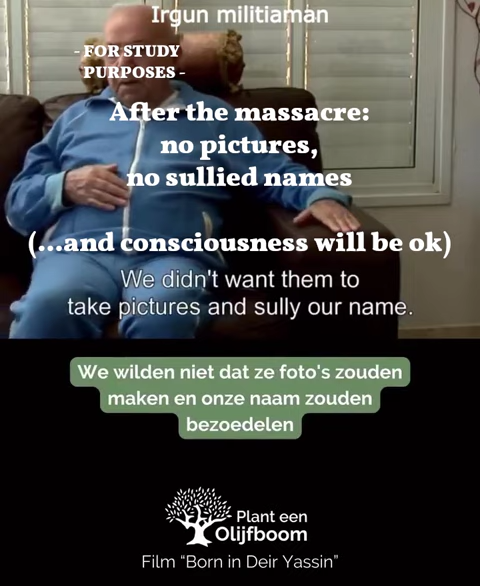 Irgun militiaman
- FOR STUDY
PURPOSES -
After the massacre:
no pictures,
no sullied names
(...and consciousness will be ok)
We didn't want them to
take pictures and sully our name.
We wilden niet dat ze foto's zouden
maken en onze naam zouden
bezoedelen
Plant een
Olijfboom
Film “Born in Deir Yassin”